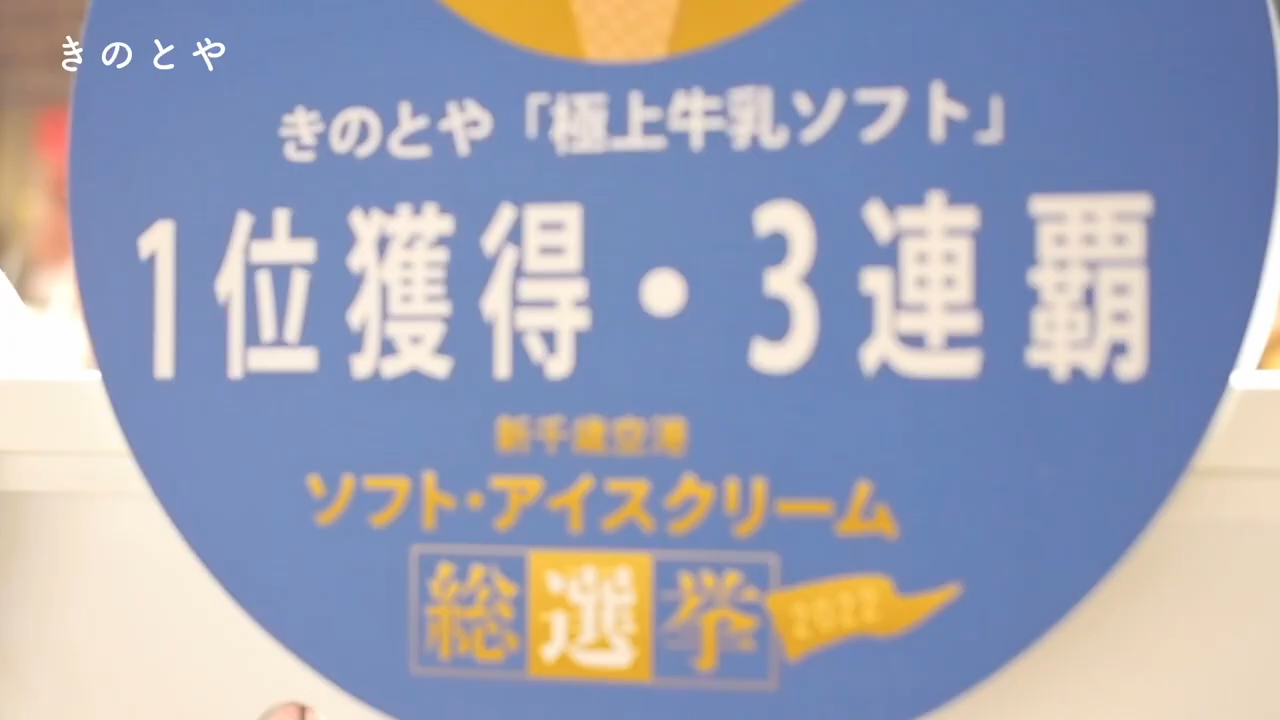 きのとや
きのとや「極上牛乳ソフト」
1位獲得・3連覇
新千歳空港
ソフト・アイスクリーム
総選挙 2022